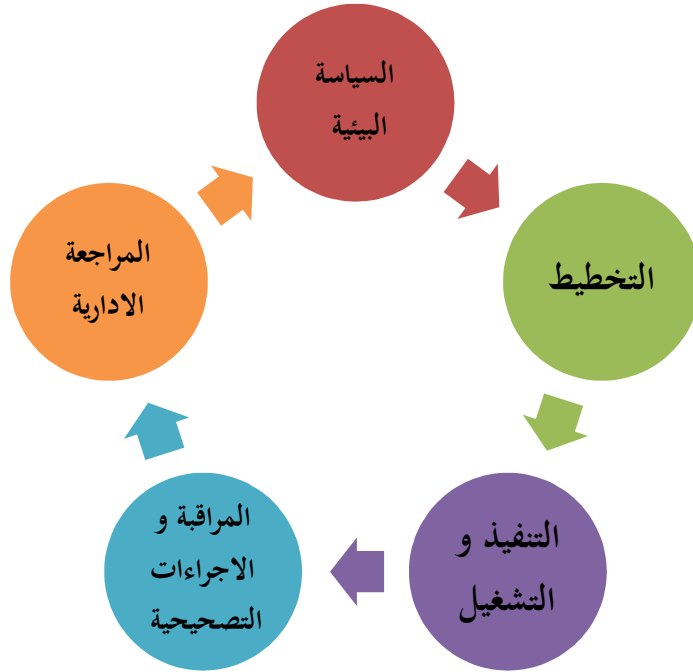 السياسة
البيئية
التخطيط
التنفيذ و
التشغيل
المراقبة و
الاجراءات
التصحيحية
المراجعة
الادارية